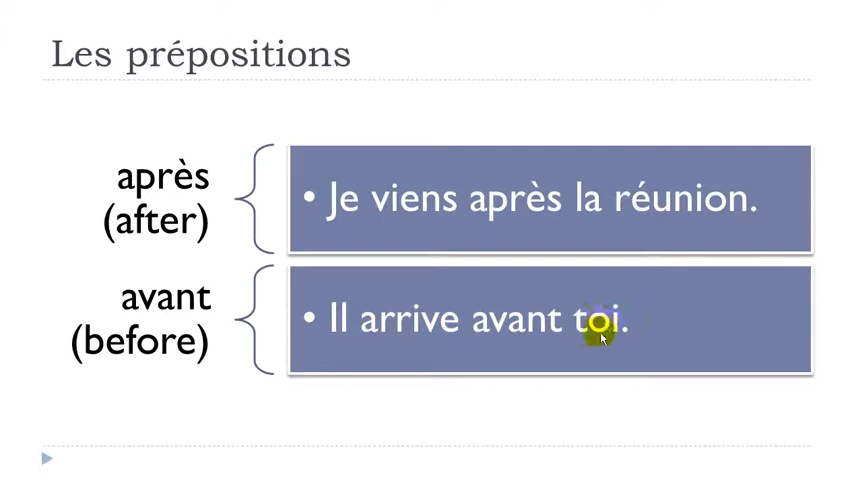 Les prépositions
après
(after)
• Je viens après la réunion.
avant
(before)
• Il arrive avant toi.